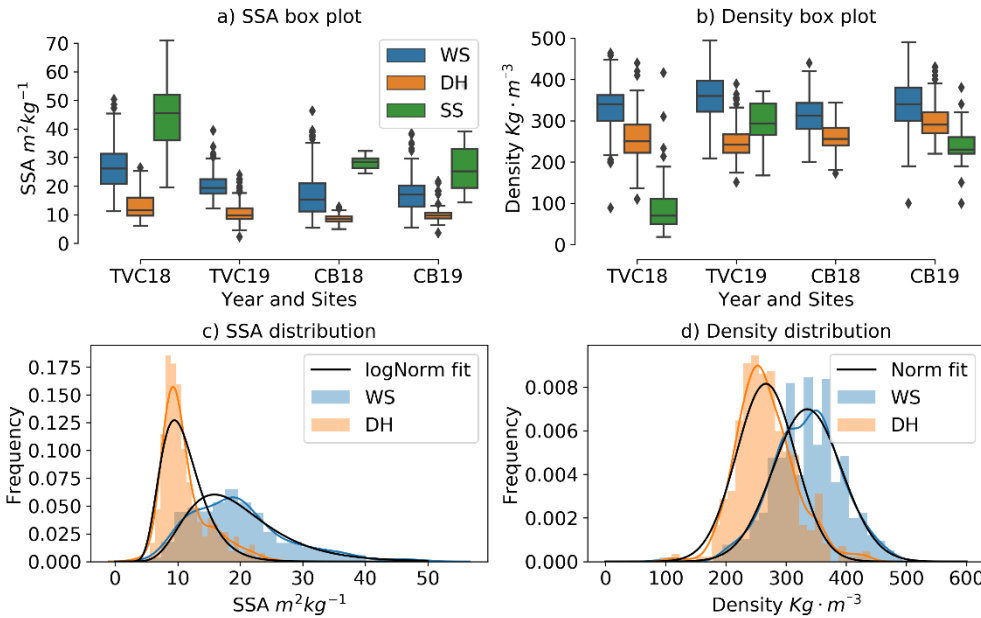 a) SSA box plot
SSA m²kg⁻¹
70
60
50
40
30
20
10
0
WS
DH
SS
TVC18 TVC19 CB18 CB19
Year and Sites
b) Density box plot
Density Kg · m⁻³
500
400
300
200
100
0
TVC18 TVC19 CB18 CB19
Year and Sites
c) SSA distribution
Frequency
0.175
0.150
0.125
0.100
0.075
0.050
0.025
0.000
logNorm fit
WS
DH
0 10 20 30 40 50
SSA m²kg⁻¹
d) Density distribution
Frequency
0.008
0.006
0.004
0.002
0.000
Norm fit
WS
DH
0 100 200 300 400 500 600
Density Kg · m⁻³